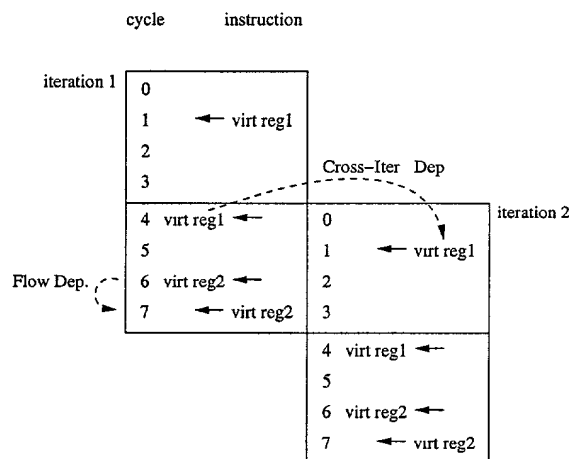 cycle instruction
iteration 1
0
1 virt reg1
2
3
Cross-Iter Dep
4 virt reg1 0 iteration 2
5 1 virt reg1
Flow Dep. 6 virt reg2 2
7 virt reg2 3
4 virt reg1
5
6 virt reg2
7 virt reg2